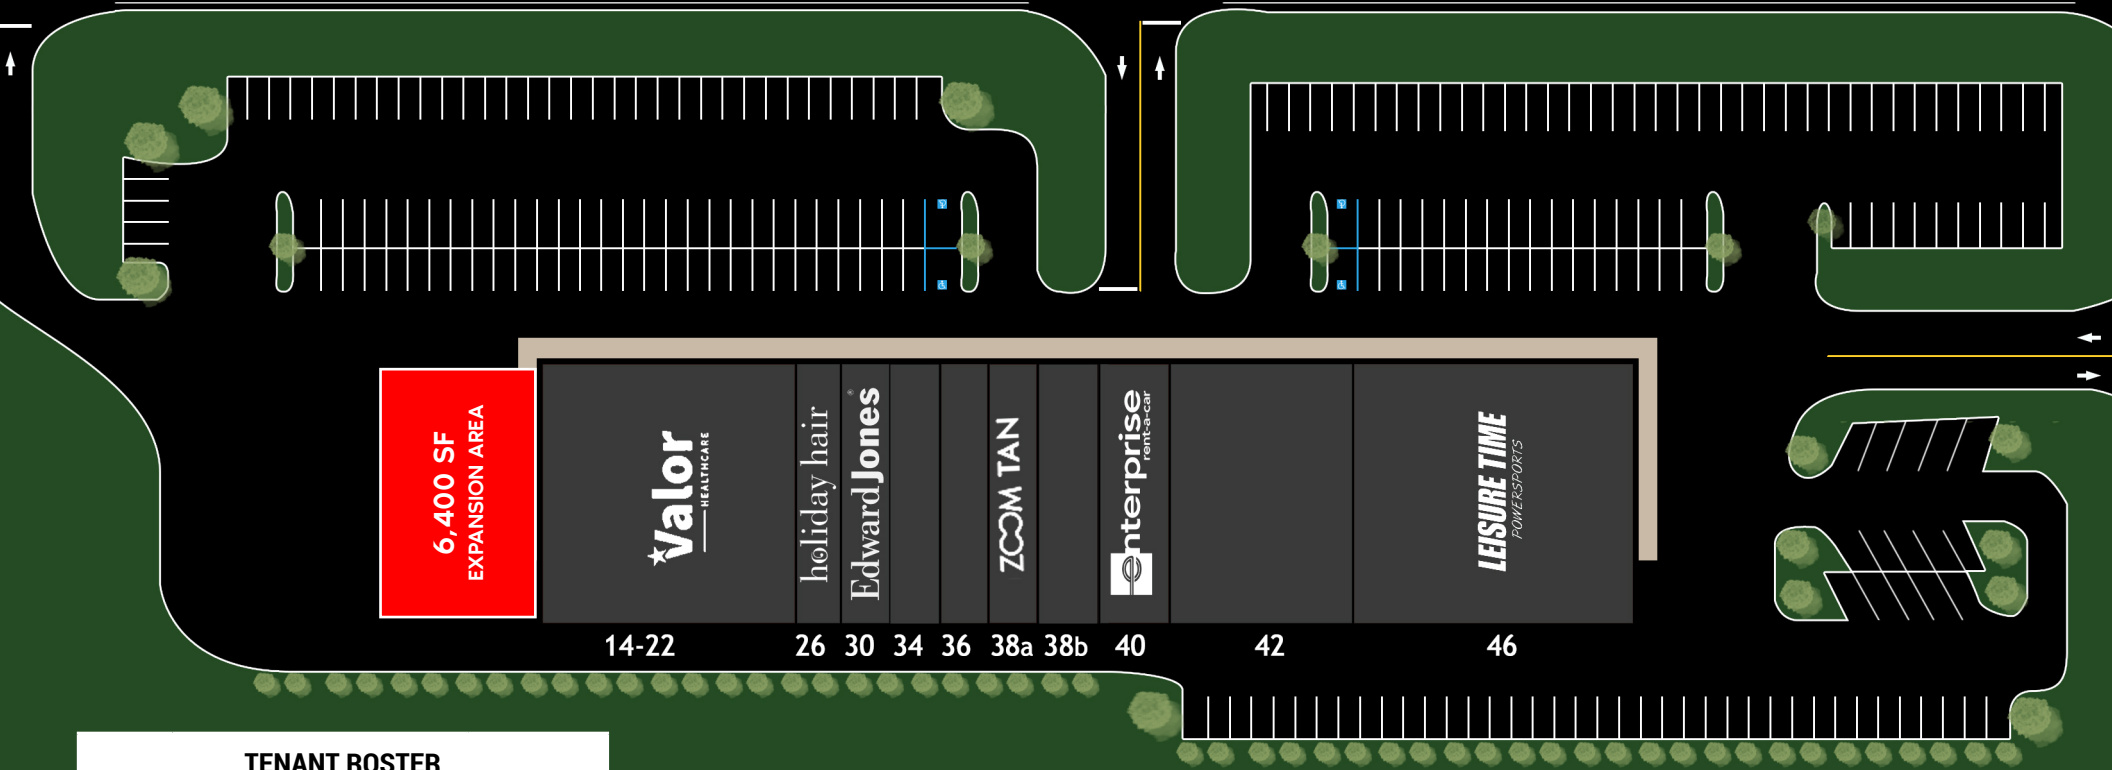 6,400 SF
EXPANSION AREA
Valor
HEALTHCARE
holiday hair
Edward Jones®
ZOOM TAN
enterprise
rent-a-car
LEISURE TIME
POWERSPORTS
14-22 26 30 34 36 38a 38b 40 42 46
TENANT ROSTER